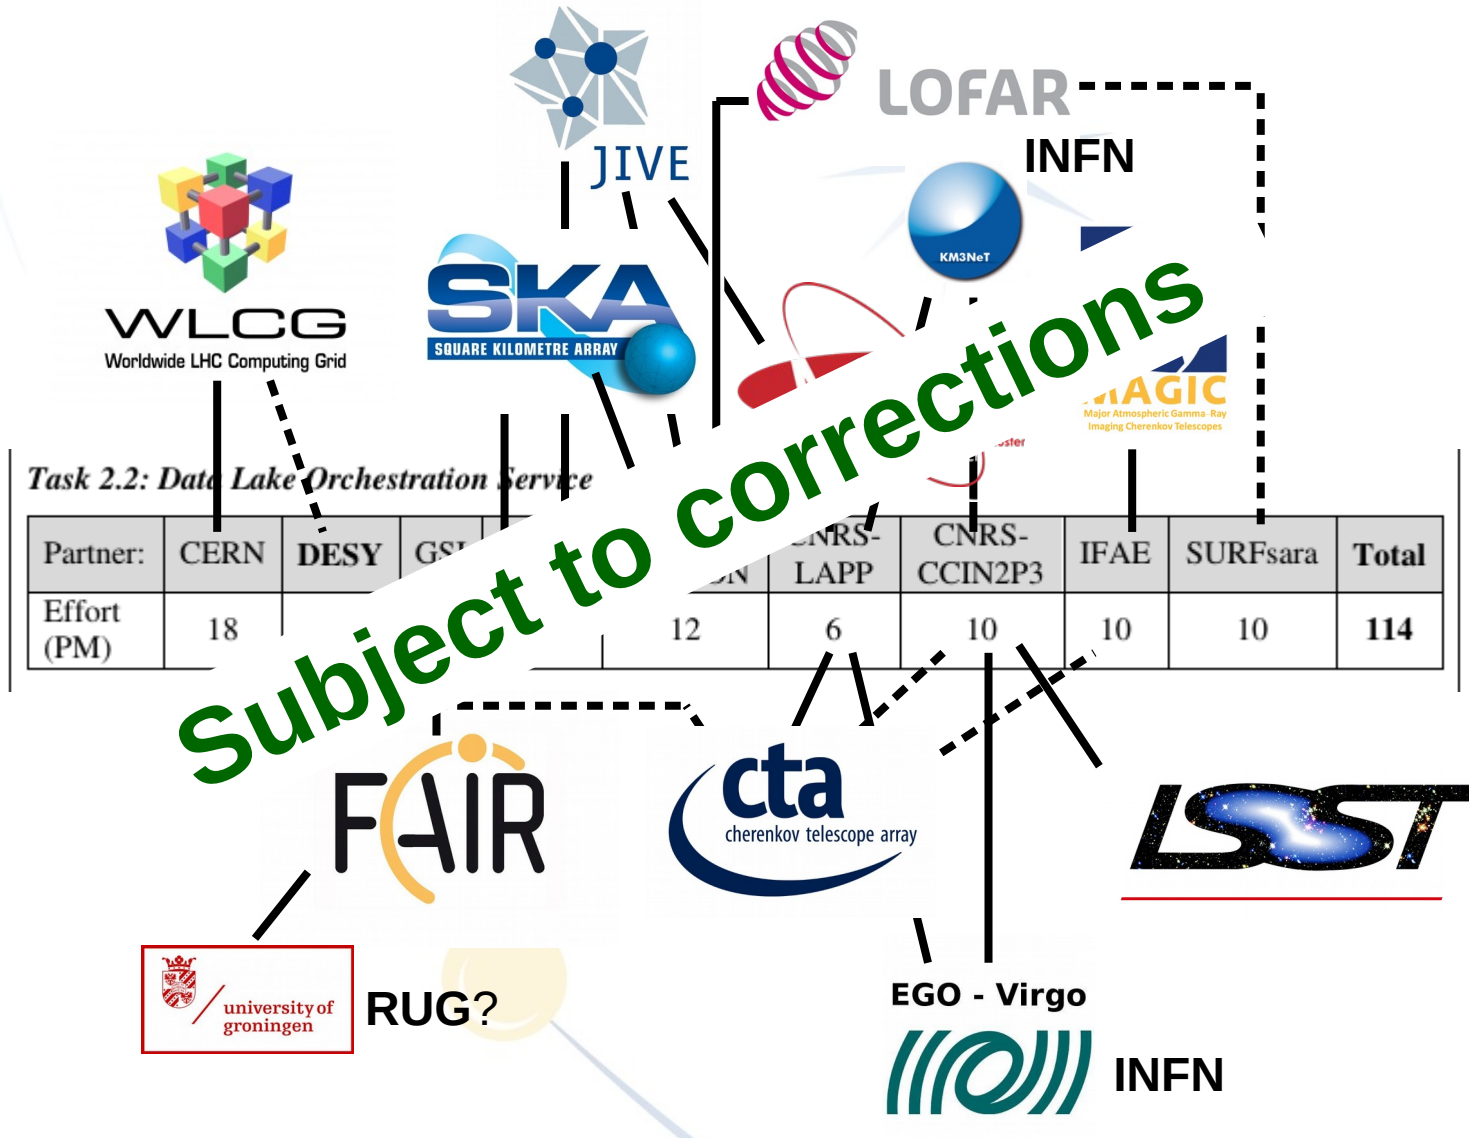 JIVE
LOFAR
INFN
KM3NeT
WLCG
Worldwide LHC Computing Grid
SKA
SQUARE KILOMETRE ARRAY
MAGIC
Major Atmospheric Gamma-Ray
Imaging Cherenkov Telescopes
Task 2.2: Data Lake Orchestration Service
Partner: CERN DESY CNRS-LAPP CNRS-CCIN2P3 IFAE SURFsara Total
Effort (PM) 18 12 6 10 10 10 114
Subject to corrections
FAIR
cta
cherenkov telescope array
LSST
university of
groningen
RUG?
EGO - Virgo
INFN